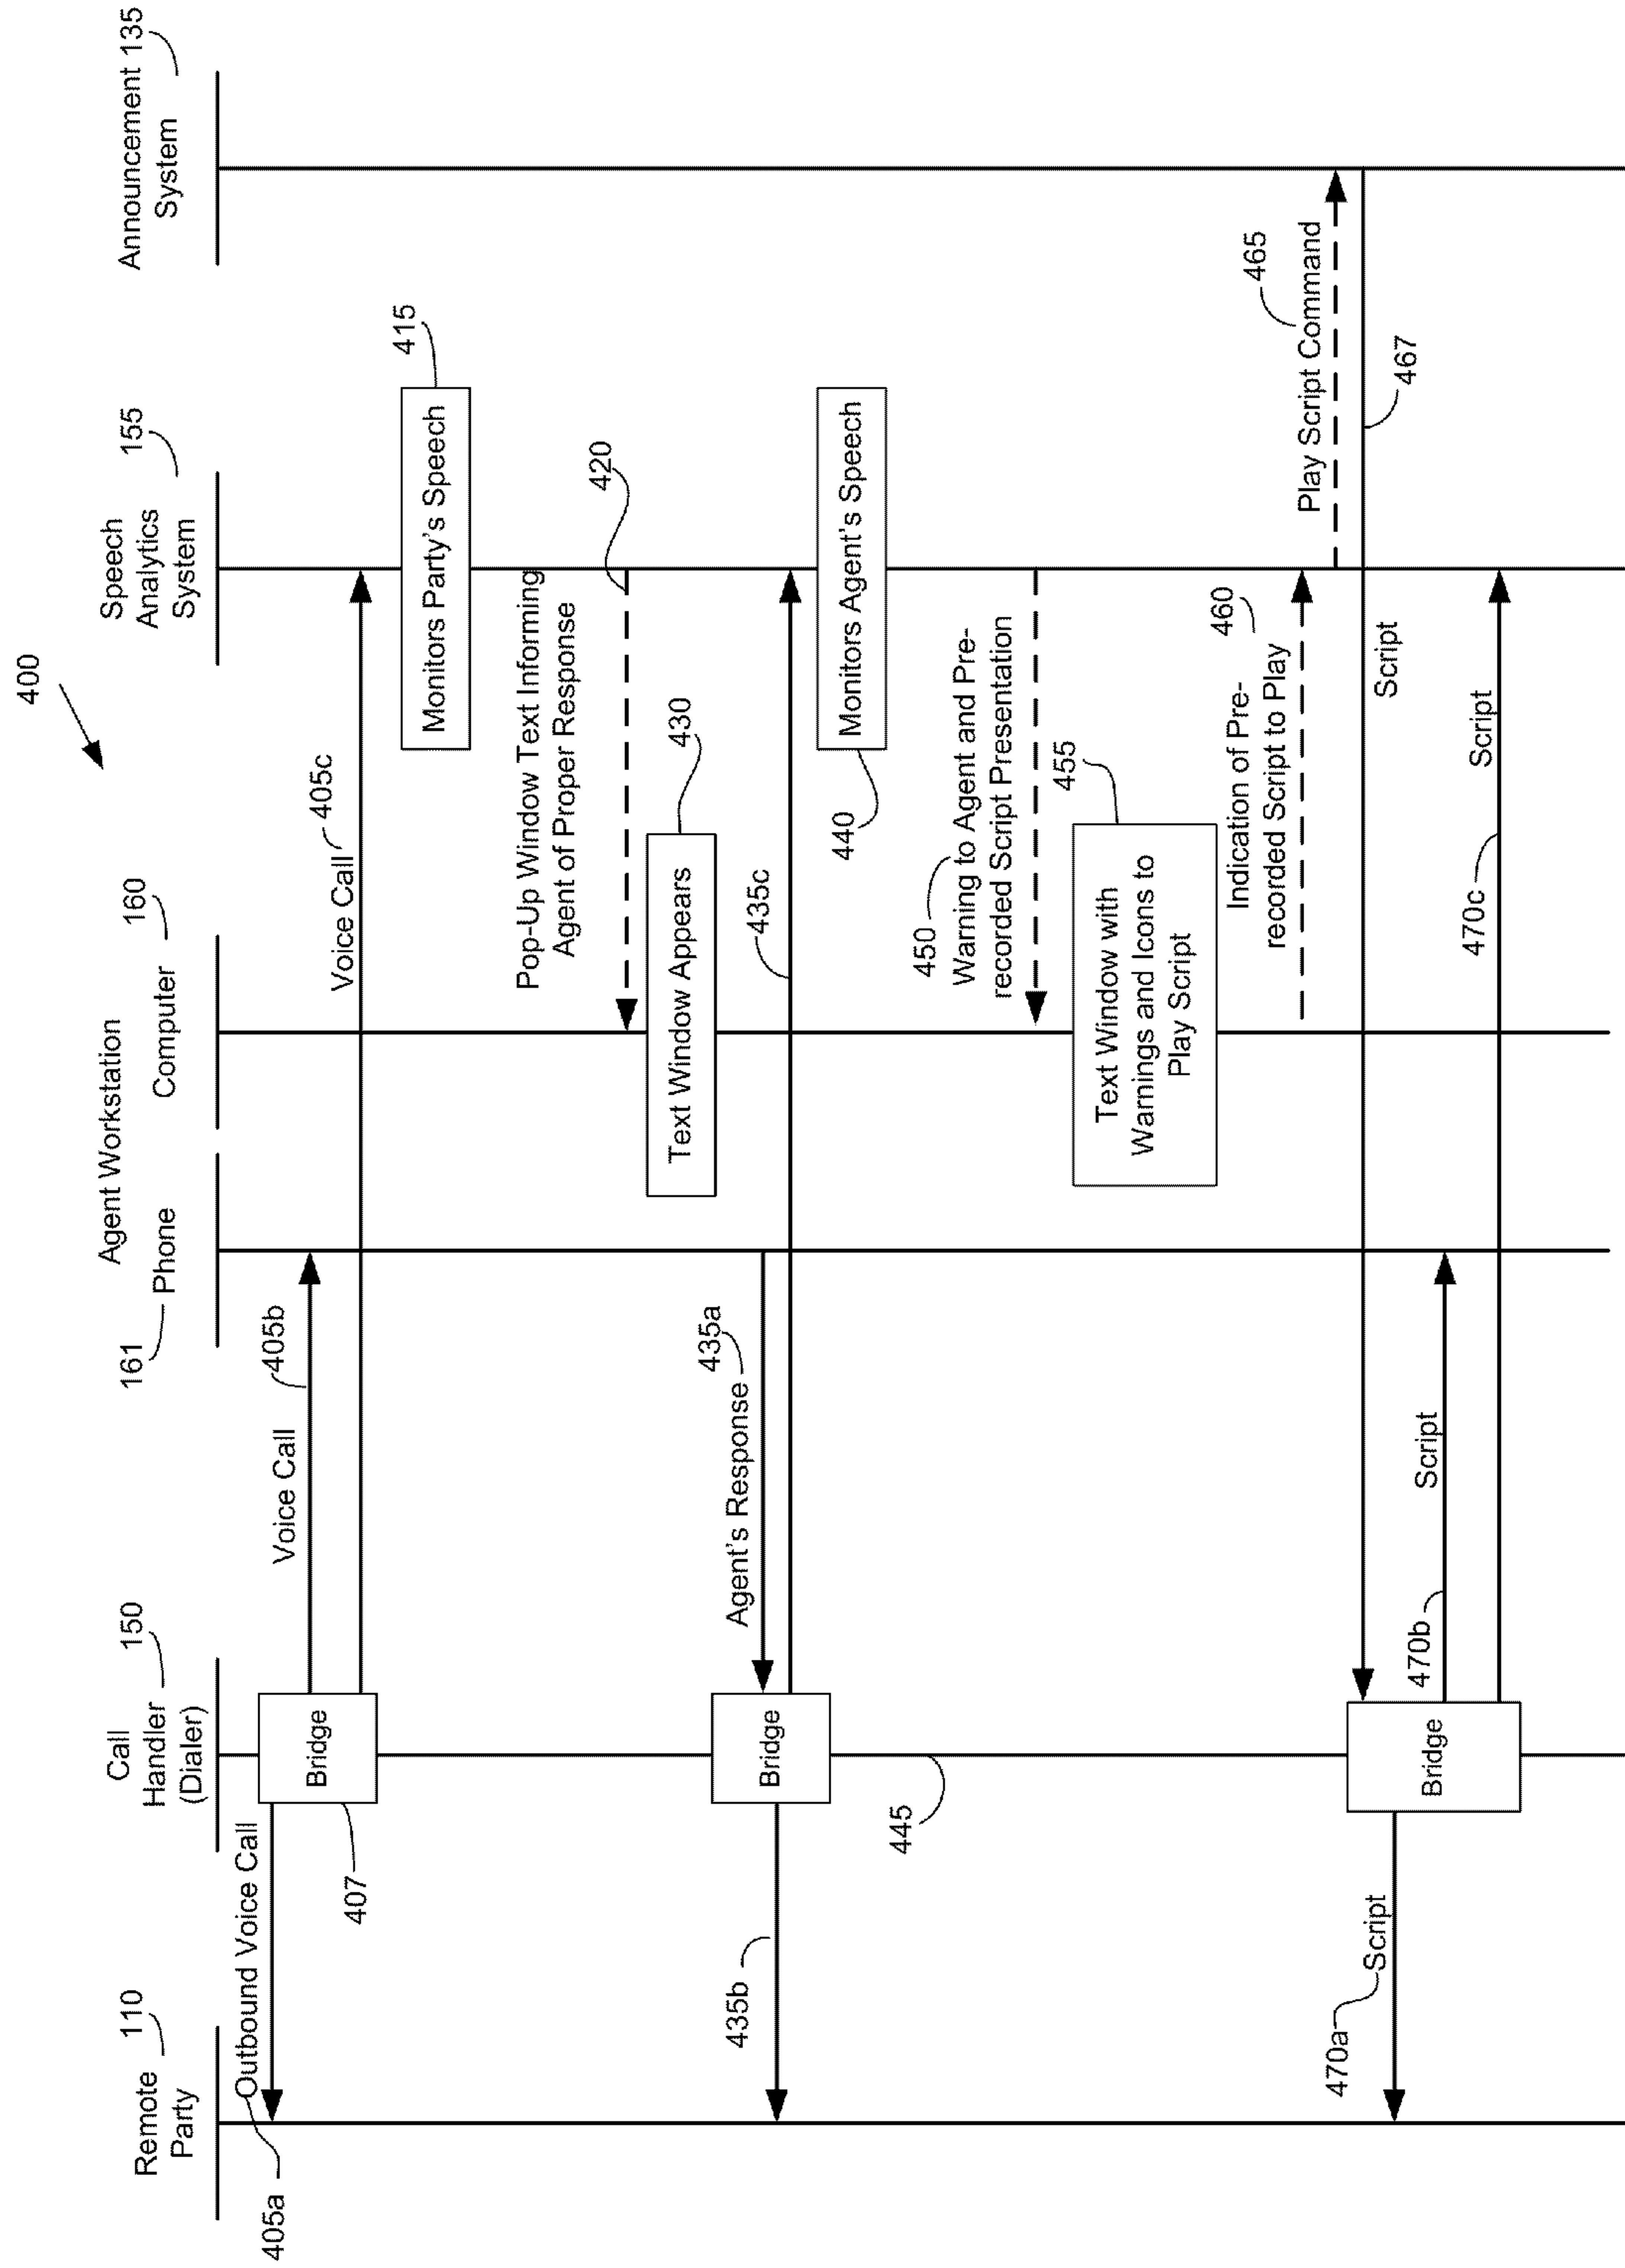 400
Remote
Party
110
Call
Handler
(Dialer)
150
Agent Workstation
161
Phone
Computer
160
Speech
Analytics
System
155
Announcement
System
135
405a
Outbound Voice Call
Bridge
407
Voice Call
405b
Voice Call
405c
Monitors Party's Speech
415
Pop-Up Window Text Informing
Agent of Proper Response
420
Text Window Appears
430
Agent's Response
435a
Bridge
435b
435c
Monitors Agent's Speech
440
445
450
Warning to Agent and Pre-
recorded Script Presentation
Text Window with
Warnings and Icons to
Play Script
455
Indication of Pre-
recorded Script to Play
460
Play Script Command
465
Script
467
Bridge
470a
Script
470b
Script
470c
Script